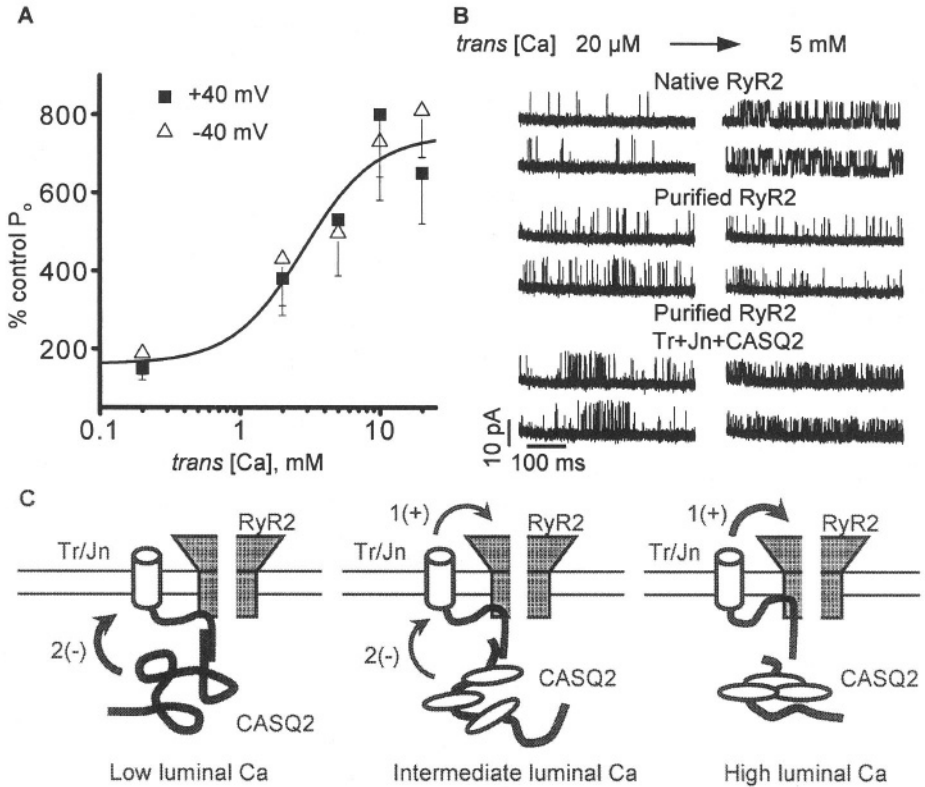 A
% control Po
800
600
400
200
+40 mV
-40 mV
0.1
1
10
trans [Ca], mM
B
trans [Ca] 20 µM 5 mM
Native RyR2
Purified RyR2
Purified RyR2
Tr+Jn+CASQ2
10 pA
100 ms
C
Tr/Jn
RyR2
2(-)
CASQ2
Low luminal Ca
1(+)
Tr/Jn
RyR2
2(-)
CASQ2
Intermediate luminal Ca
1(+)
Tr/Jn
RyR2
CASQ2
High luminal Ca